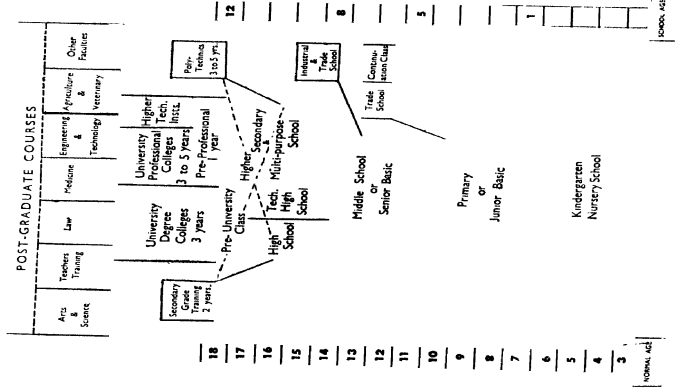 POST-GRADUATE COURSES
Arts
&
Science
Teachers
Training
Law
Medicine
Engineering
&
Technology
Agriculture
&
Veterinary
Other
Faculties
Secondary
Grade
Training
2 years.
University
Degree
Colleges
3 years
University
Professional
Colleges
3 to 5 years
Pre-Professional
1 year
Higher
Tech.
Insts.
Poly-
Technics
3 to 5 yrs.
Pre-University
Class
High
School
Tech.
High
School
Higher
Secondary
&
Multi-purpose
School
Industrial
&
Trade
School
Middle School
or
Senior Basic
Trade
School
Continu-
ation Class
Primary
or
Junior Basic
Kindergarten
Nursery School
18
17
16
15
14
13
12
11
10
9
8
7
6
5
4
3
NORMAL AGE
12
8
5
1
SCHOOL AGE